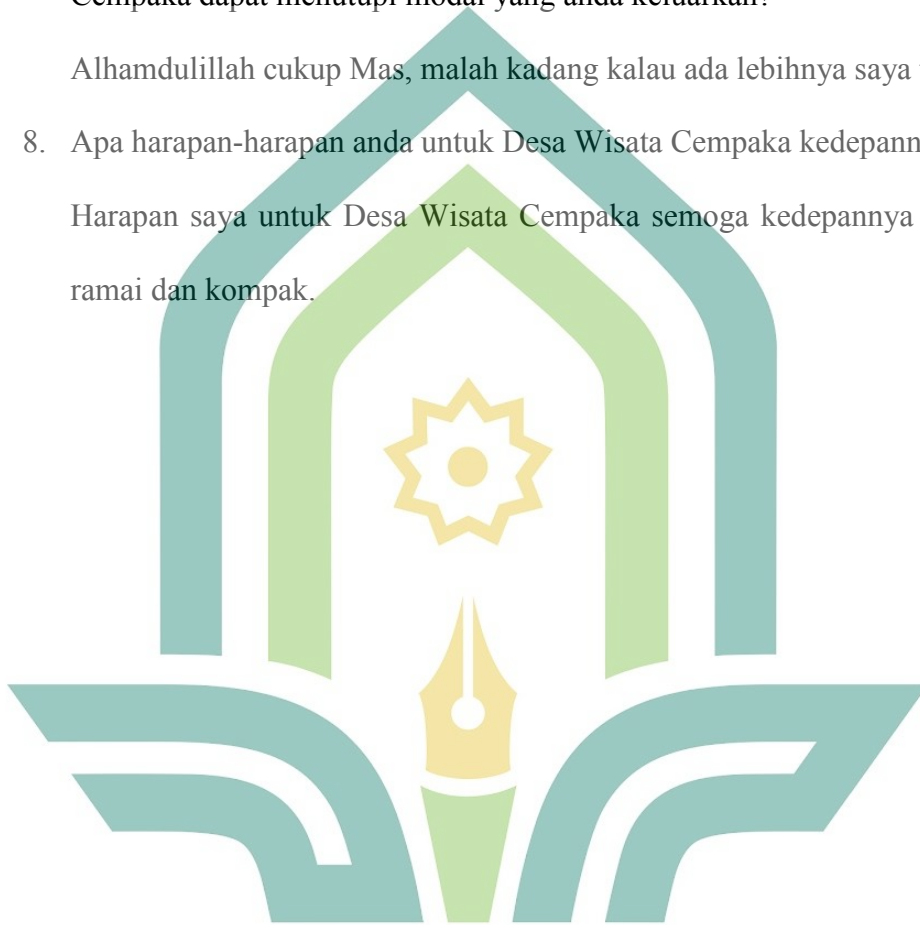 Cempaka dapat menutupi modal yang anda keluarkan?
Alhamdulillah cukup Mas, malah kadang kalau ada lebihnya saya
8. Apa harapan-harapan anda untuk Desa Wisata Cempaka
Harapan saya untuk Desa Wisata Cempaka semoga kedepannya
ramai dan kompak.